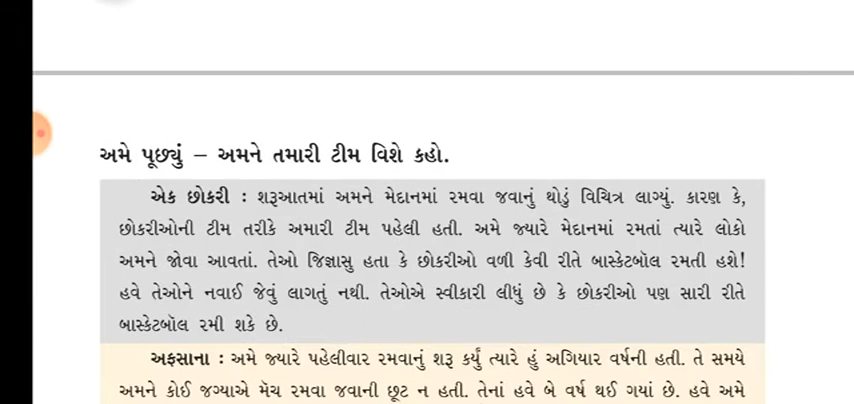 અમે પૂછ્યું – અમને તમારી ટીમ વિશે કહો.
એક છોકરી : શરૂઆતમાં અમને મેદાનમાં રમવા જવાનું થોડું વિચિત્ર લાગ્યું. કારણ કે,
છોકરીઓની ટીમ તરીકે અમારી ટીમ પહેલી હતી. અમે જ્યારે મેદાનમાં રમતાં ત્યારે લોકો
અમને જોવા આવતાં. તેઓ જિજ્ઞાસુ હતા કે છોકરીઓ વળી કેવી રીતે બાસ્કેટબૉલ રમતી હશે!
હવે તેઓને નવાઈ જેવું લાગતું નથી. તેઓએ સ્વીકારી લીધું છે કે છોકરીઓ પણ સારી રીતે
બાસ્કેટબૉલ રમી શકે છે.
અફસાના : અમે જ્યારે પહેલીવાર રમવાનું શરૂ કર્યું ત્યારે હું અગિયાર વર્ષની હતી. તે સમયે
અમને કોઈ જગ્યાએ મૅચ રમવા જવાની છૂટ ન હતી. તેનાં હવે બે વર્ષ થઈ ગયાં છે. હવે અમે